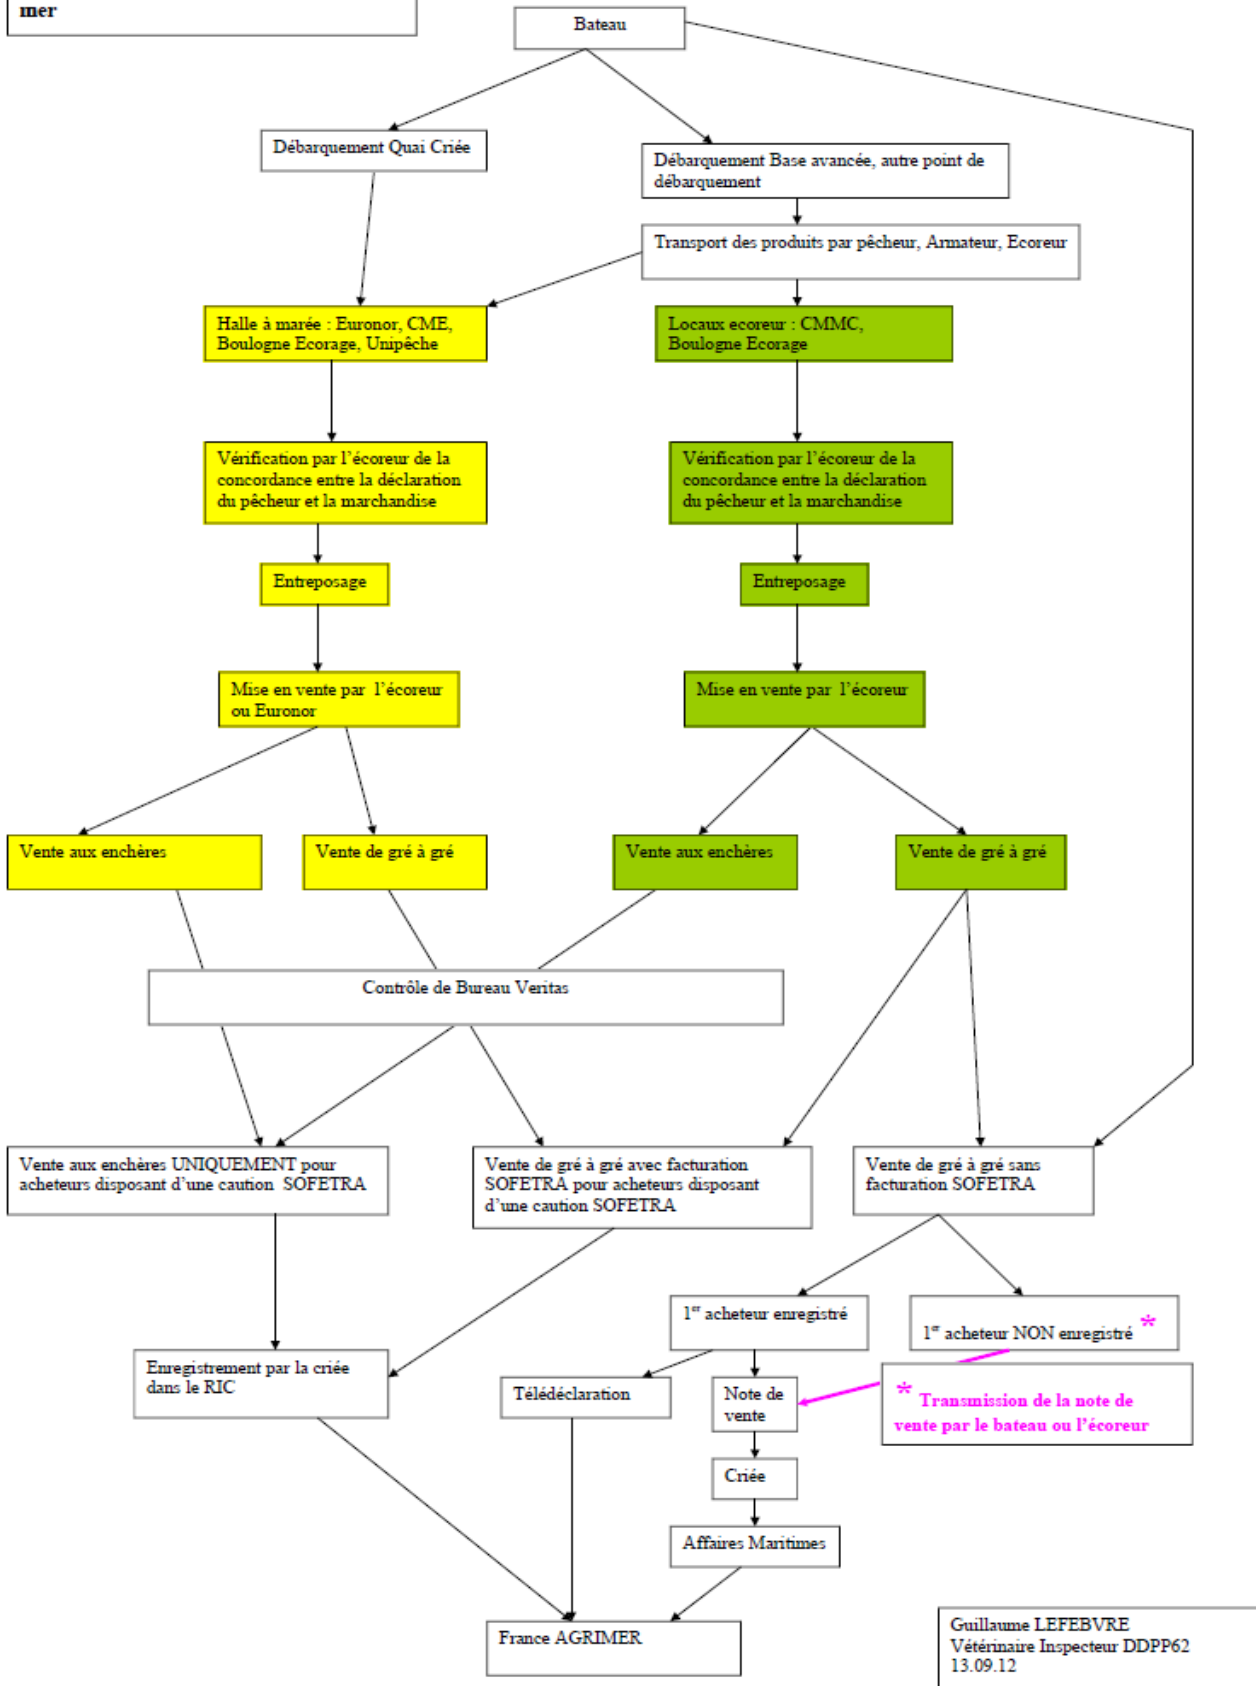 mer
Bateau
Débarquement Quai Criée
Débarquement Base avancée, autre point de
débarquement
Transport des produits par pêcheur, Armateur, Ecoreur
Halle à marée : Euronor, CME,
Boulogne Ecorage, Unipêche
Locaux ecoreur : CMMC,
Boulogne Ecorage
Vérification par l’écoreur de la
concordance entre la déclaration
du pêcheur et la marchandise
Vérification par l’écoreur de la
concordance entre la déclaration
du pêcheur et la marchandise
Entreposage
Entreposage
Mise en vente par l’écoreur
ou Euronor
Mise en vente par l’écoreur
Vente aux enchères
Vente de gré à gré
Vente aux enchères
Vente de gré à gré
Contrôle de Bureau Veritas
Vente aux enchères UNIQUEMENT pour
acheteurs disposant d’une caution SOFETRA
Vente de gré à gré avec facturation
SOFETRA pour acheteurs disposant
d’une caution SOFETRA
Vente de gré à gré sans
facturation SOFETRA
1er acheteur enregistré
1er acheteur NON enregistré *
Enregistrement par la criée
dans le RIC
Télédéclaration
Note de
vente
* Transmission de la note de
vente par le bateau ou l’écoreur
Criée
Affaires Maritimes
France AGRIMER
Guillaume LEFEBVRE
Vétérinaire Inspecteur DDPP62
13.09.12